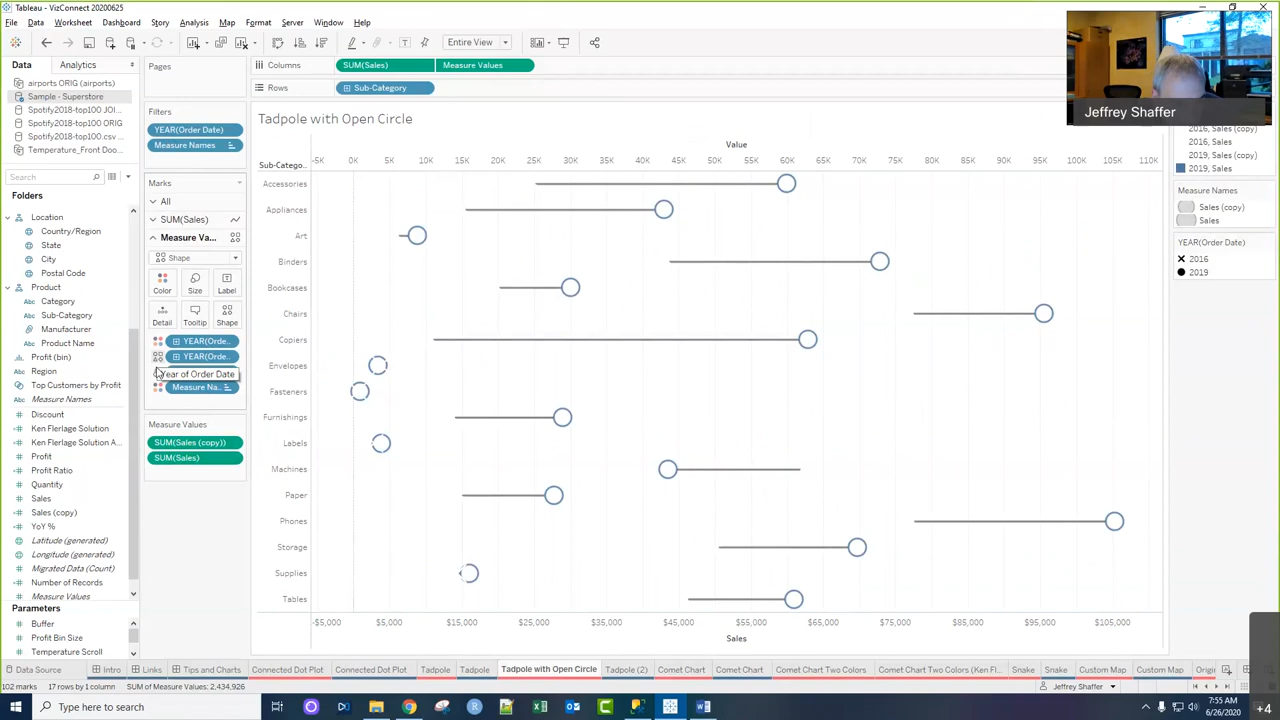 Tableau - VizConnect 20200625
File Data Worksheet Dashboard Story Analysis Map Format Server Window Help
Entire View
Data Analytics
airports ORIG (airports)
Sample - Superstore
Spotify2018-top100 JOI...
Spotify2018-top100 ORIG
Spotify2018-top100.csv ...
Temperature_Front Doo...
Search
Folders
Location
Country/Region
State
City
Postal Code
Product
Abc Category
Abc Sub-Category
Manufacturer
Abc Product Name
Profit (bin)
Abc Region
Top Customers by Profit
Abc Measure Names
Discount
Ken Flerlage Solution
Ken Flerlage Solution A...
Profit
Profit Ratio
Quantity
Sales
Sales (copy)
YoY %
Latitude (generated)
Longitude (generated)
Migrated Data (Count)
Number of Records
Measure Values
Parameters
Buffer
Profit Bin Size
Temperature Scroll
Pages
Filters
YEAR(Order Date)
Measure Names
Marks
All
SUM(Sales)
Measure Va...
Shape
Color Size Label
Detail Tooltip Shape
YEAR(Orde..
YEAR(Orde..
Year of Order Date
Measure Na..
Measure Values
SUM(Sales (copy))
SUM(Sales)
Columns SUM(Sales) Measure Values
Rows Sub-Category
Tadpole with Open Circle
Value
Sub-Catego..
-5K 0K 5K 10K 15K 20K 25K 30K 35K 40K 45K 50K 55K 60K 65K 70K 75K 80K 85K 90K 95K 100K 105K 110K
Accessories
Appliances
Art
Binders
Bookcases
Chairs
Copiers
Envelopes
Fasteners
Furnishings
Labels
Machines
Paper
Phones
Storage
Supplies
Tables
-$5,000 $5,000 $15,000 $25,000 $35,000 $45,000 $55,000 $65,000 $75,000 $85,000 $95,000 $105,000
Sales
Jeffrey Shaffer
2016, Sales (copy)
2016, Sales
2019, Sales (copy)
2019, Sales
Measure Names
Sales (copy)
Sales
YEAR(Order Date)
2016
2019
Data Source Intro Links Tips and Charts Connected Dot Plot Connected Dot Plot Tadpole Tadpole Tadpole with Open Circle Tadpole (2) Comet Chart Comet Chart Comet Chart Two Colors Comet Chart Two Colors (Ken Fl... Snake Snake Custom Map Custom Map Origi
102 marks 17 rows by 1 column SUM of Measure Values: 2,434,926
Jeffrey Shaffer
Type here to search
7:55 AM
6/26/2020
+4